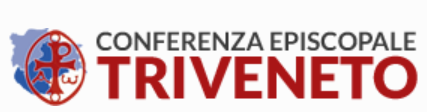 CONFERENZA EPISCOPALE
TRIVENETO
Α ω